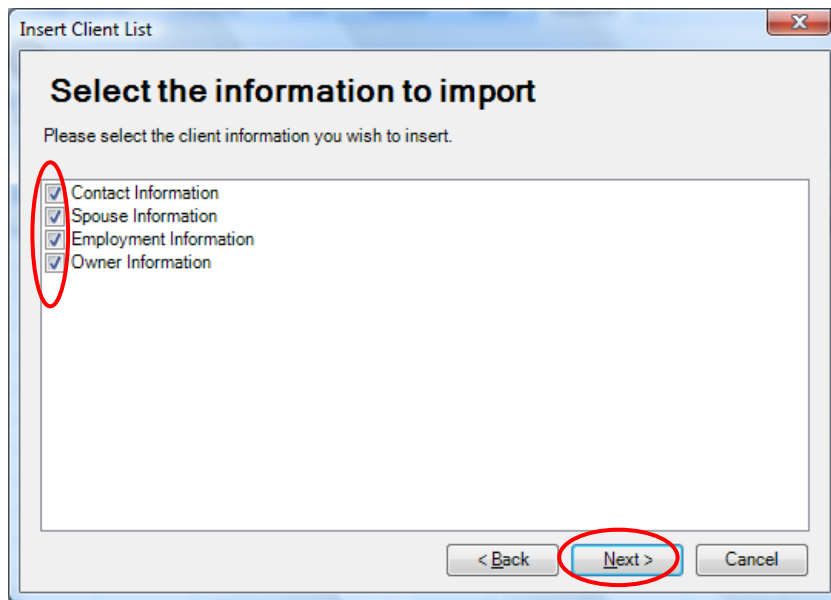 Insert Client List
Select the information to import
Please select the client information you wish to insert.
Contact Information
Spouse Information
Employment Information
Owner Information
< Back Next > Cancel